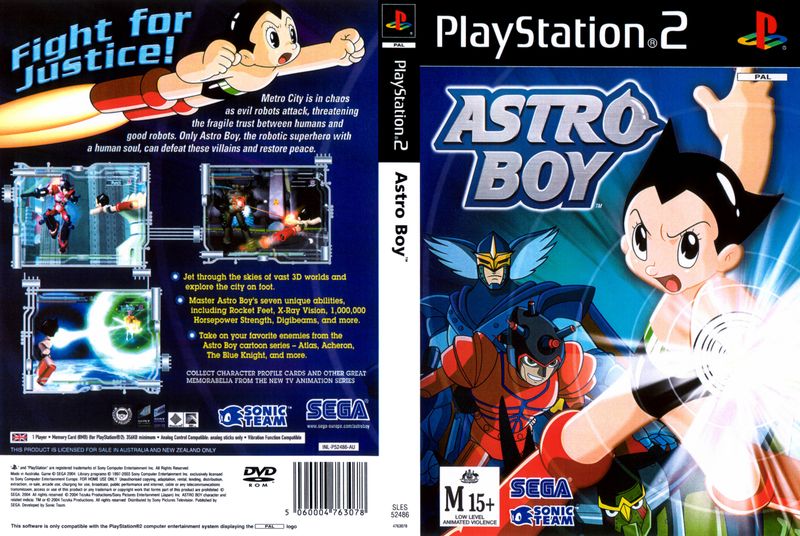 Fight for
Justice!
Metro City is in chaos
as evil robots attack, threatening
the fragile trust between humans and
good robots. Only Astro Boy, the robotic superhero with
a human soul, can defeat these villains and restore peace.
Jet through the skies of vast 3D worlds and
explore the city on foot.
Master Astro Boy's seven unique abilities,
including Rocket Feet, X-Ray Vision, 1,000,000
Horsepower Strength, Digibeams, and more.
Take on your favorite enemies from the
Astro Boy cartoon series – Atlas, Acheron,
The Blue Knight, and more.
COLLECT CHARACTER PROFILE CARDS AND OTHER GREAT
MEMORABILIA FROM THE NEW TV ANIMATION SERIES
SONIC
TEAM
SEGA
www.sega-europe.com/astroboy
1 Player • Memory Card (8MB) (for PlayStation®2): 356KB minimum • Analog Control Compatible: analog sticks only • Vibration Function Compatible
INL-P52486-AU
THIS PRODUCT IS LICENSED FOR SALE IN AUSTRALIA AND NEW ZEALAND ONLY
DVD
ROM
5 060004 763078
This software is only compatible with the PlayStation®2 computer entertainment system displaying the PAL logo
PAL
PlayStation®2
Astro Boy™
SLES
52486
4763078
PlayStation®2
PAL
ASTRO
BOY™
M 15+
LOW LEVEL
ANIMATED VIOLENCE
SEGA
SONIC
TEAM